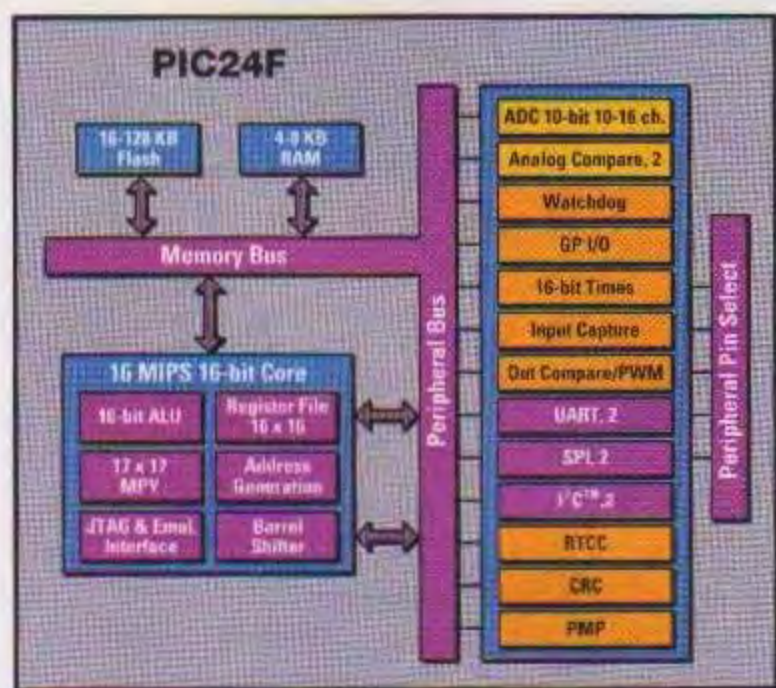 PIC24F
16-128 KB
Flash
4-8 KB
RAM
Memory Bus
16 MIPS 16-bit Core
16-bit ALU
Register File
16 x 16
17 x 17
MPY
Address
Generation
JTAG & Emul.
Interface
Barrel
Shifter
Peripheral Bus
ADC 10-bit 10-16 ch.
Analog Compare, 2
Watchdog
GP I/O
16-bit Times
Input Capture
Out Compare/PWM
UART, 2
SPI, 2
I²C™, 2
RTCC
CRC
PMP
Peripheral Pin Select